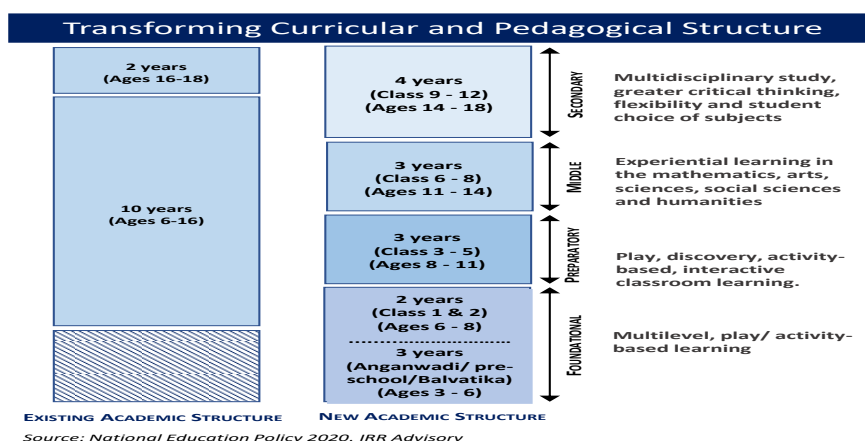 Transforming Curricular and Pedagogical Structure
2 years
(Ages 16-18)
10 years
(Ages 6-16)
EXISTING ACADEMIC STRUCTURE
4 years
(Class 9 - 12)
(Ages 14 - 18)
SECONDARY
Multidisciplinary study,
greater critical thinking,
flexibility and student
choice of subjects
3 years
(Class 6 - 8)
(Ages 11 - 14)
MIDDLE
Experiential learning in
the mathematics, arts,
sciences, social sciences
and humanities
3 years
(Class 3 - 5)
(Ages 8 - 11)
PREPARATORY
Play, discovery, activity-
based, interactive
classroom learning.
2 years
(Class 1 & 2)
(Ages 6 - 8)
3 years
(Anganwadi/ pre-
school/Balvatika)
(Ages 3 - 6)
FOUNDATIONAL
Multilevel, play/ activity-
based learning
NEW ACADEMIC STRUCTURE
Source: National Education Policy 2020, IRR Advisory